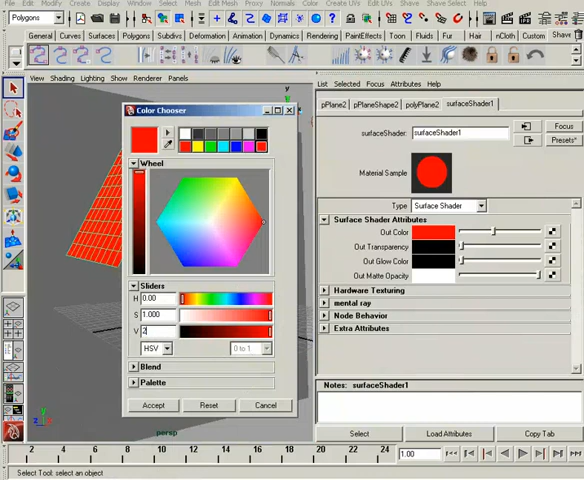 File Edit Modify Create Display Window Assets Select Mesh Edit Mesh Proxy Normals Color Create UVs Edit UVs Shave Shave Select Help
Polygons
General Curves Surfaces Polygons Subdivs Deformation Animation Dynamics Rendering PaintEffects Toon Fluids Fur Hair nCloth Custom Shave
View Shading Lighting Show Renderer Panels
List Selected Focus Attributes Help
Color Chooser
pPlane2 pPlaneShape2 polyPlane2 surfaceShader1
surfaceShader: surfaceShader1
Focus
Presets*
Wheel
Material Sample
Type Surface Shader
Surface Shader Attributes
Out Color
Out Transparency
Out Glow Color
Out Matte Opacity
Sliders
Hardware Texturing
H 0.00
mental ray
S 1.000
Node Behavior
V 2
Extra Attributes
HSV 0 to 1
Blend
Palette
Notes: surfaceShader1
Accept Reset Cancel
persp
Select Load Attributes Copy Tab
2 4 6 8 10 12 14 16 18 20 22 24 1.00
Select Tool: select an object